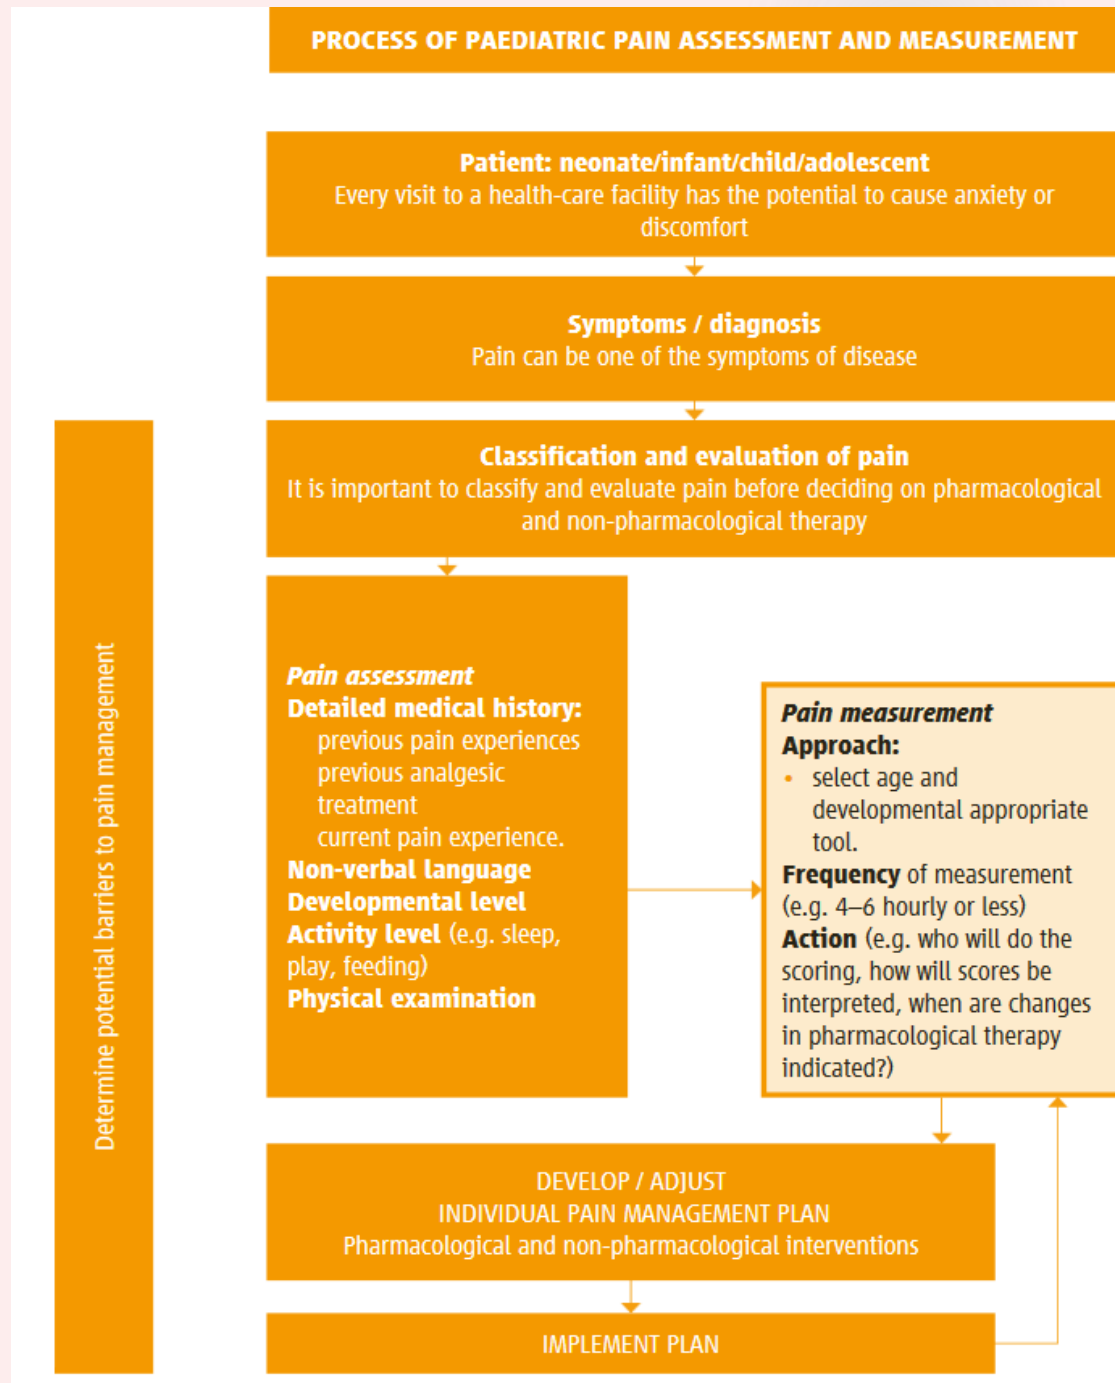 PROCESS OF PAEDIATRIC PAIN ASSESSMENT AND MEASUREMENT
Patient: neonate/infant/child/adolescent
Every visit to a health-care facility has the potential to cause anxiety or
discomfort
Symptoms / diagnosis
Pain can be one of the symptoms of disease
Classification and evaluation of pain
It is important to classify and evaluate pain before deciding on pharmacological
and non-pharmacological therapy
Determine potential barriers to pain management
Pain assessment
Detailed medical history:
previous pain experiences
previous analgesic
treatment
current pain experience.
Non-verbal language
Developmental level
Activity level (e.g. sleep,
play, feeding)
Physical examination
Pain measurement
Approach:
• select age and
developmental appropriate
tool.
Frequency of measurement
(e.g. 4–6 hourly or less)
Action (e.g. who will do the
scoring, how will scores be
interpreted, when are changes
in pharmacological therapy
indicated?)
DEVELOP / ADJUST
INDIVIDUAL PAIN MANAGEMENT PLAN
Pharmacological and non-pharmacological interventions
IMPLEMENT PLAN